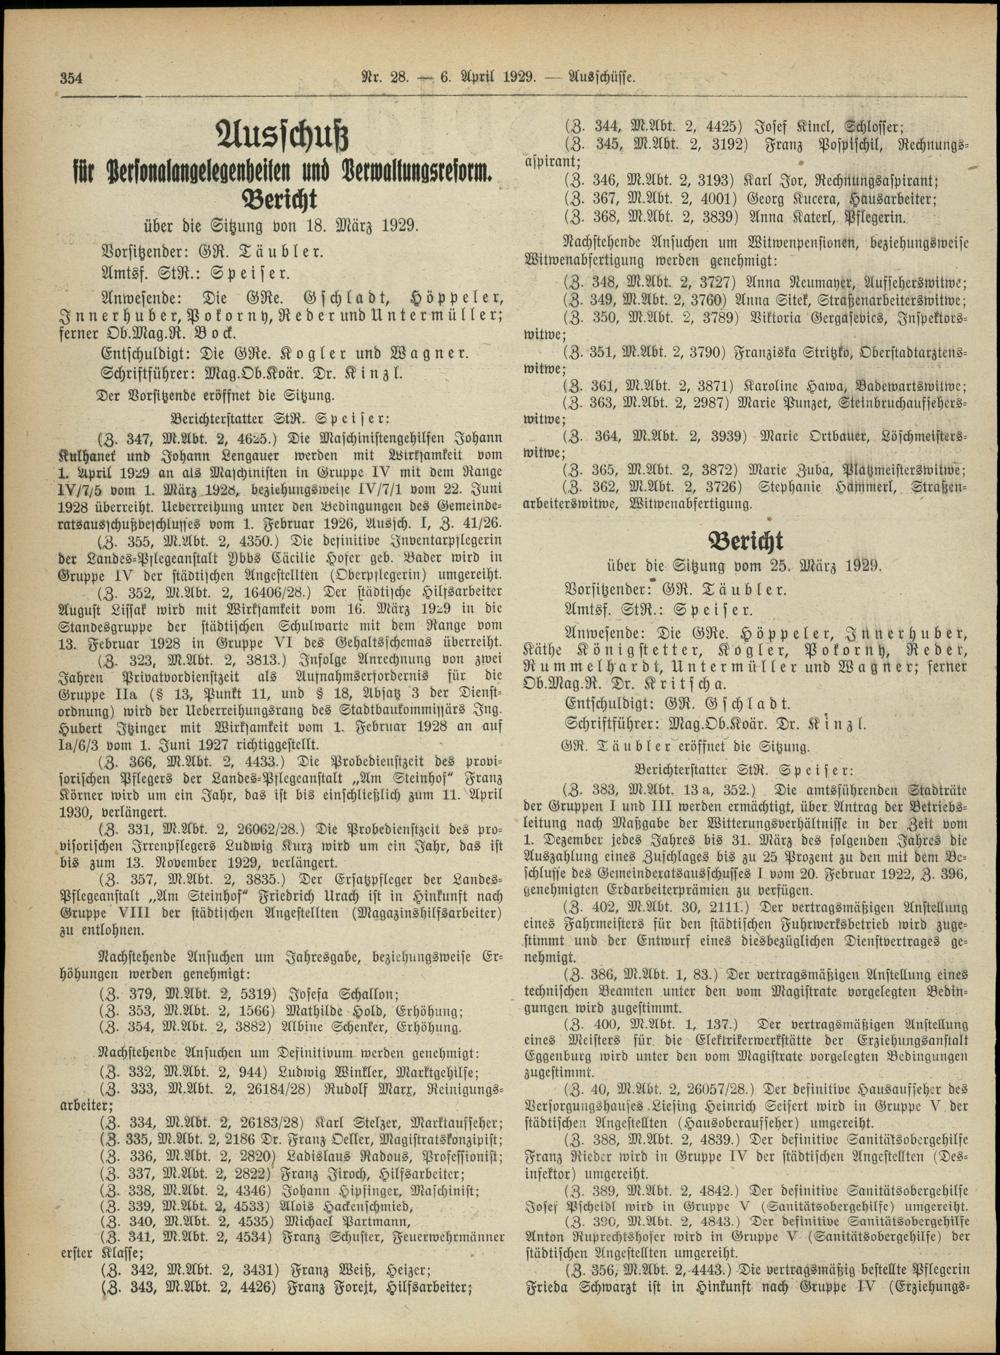 354
Nr. 28. — 6. April 1929. — Ausschüsse.
Ausschuß
für Personalangelegenheiten und Verwaltungsreform.
Bericht
über die Sitzung von 18. März 1929.
Vorsitzender: GR. Täubler.
Amtsf. StR.: Speiser.
Anwesende: Die GRe. Gschladt, Höppeler,
Innerhuber, Pokorny, Reder und Untermüller;
ferner Ob.Mag.R. Bock.
Entschuldigt: Die GRe. Kogler und Wagner.
Schriftführer: Mag.Ob.Koär. Dr. Kinzl.
Der Vorsitzende eröffnet die Sitzung.
Berichterstatter StR. Speiser:
(Z. 347, M.Abt. 2, 4625.) Die Maschinistengehilfen Johann
Kulhanek und Johann Lengauer werden mit Wirksamkeit vom
1. April 1929 an als Maschinisten in Gruppe IV mit dem Range
IV/7/5 vom 1. März 1928, beziehungsweise IV/7/1 vom 22. Juni
1928 überreiht. Ueberreihung unter den Bedingungen des Gemeinde-
ratsausschußbeschlusses vom 1. Februar 1926, Aussch. I, Z. 41/26.
(Z. 355, M.Abt. 2, 4350.) Die definitive Inventarpflegerin
der Landes-Pflegeanstalt Ybbs Cäcilie Hofer geb. Bader wird in
Gruppe IV der städtischen Angestellten (Oberpflegerin) umgereiht.
(Z. 352, M.Abt. 2, 16406/28.) Der städtische Hilfsarbeiter
August Lissak wird mit Wirksamkeit vom 16. März 1929 in die
Standesgruppe der städtischen Schulwarte mit dem Range vom
13. Februar 1928 in Gruppe VI des Gehaltsschemas überreiht.
(Z. 323, M.Abt. 2, 3813.) Infolge Anrechnung von zwei
Jahren Privatvordienstzeit als Aufnahmserfordernis für die
Gruppe IIa (§ 13, Punkt 11, und § 18, Absatz 3 der Dienst-
ordnung) wird der Ueberreihungsrang des Stadtbaukommissärs Ing.
Hubert Itzinger mit Wirksamkeit vom 1. Februar 1928 an auf
Ia/6/3 vom 1. Juni 1927 richtiggestellt.
(Z. 366, M.Abt. 2, 4433.) Die Probedienstzeit des provi-
sorischen Pflegers der Landes-Pflegeanstalt „Am Steinhof“ Franz
Körner wird um ein Jahr, das ist bis einschließlich zum 11. April
1930, verlängert.
(Z. 331, M.Abt. 2, 26062/28.) Die Probedienstzeit des pro-
visorischen Irrenpflegers Ludwig Kurz wird um ein Jahr, das ist
bis zum 13. November 1929, verlängert.
(Z. 357, M.Abt. 2, 3835.) Der Ersatzpfleger der Landes-
Pflegeanstalt „Am Steinhof“ Friedrich Urach ist in Hinkunft nach
Gruppe VIII der städtischen Angestellten (Magazinshilfsarbeiter)
zu entlohnen.
Nachstehende Ansuchen um Jahresgabe, beziehungsweise Er-
höhungen werden genehmigt:
(Z. 379, M.Abt. 2, 5319) Josefa Schallon;
(Z. 353, M.Abt. 2, 1566) Mathilde Hold, Erhöhung;
(Z. 354, M.Abt. 2, 3882) Albine Schenker, Erhöhung.
Nachstehende Ansuchen um Definitivum werden genehmigt:
(Z. 332, M.Abt. 2, 944) Ludwig Winkler, Marktgehilfe;
(Z. 333, M.Abt. 2, 26184/28) Rudolf Marx, Reinigungs-
arbeiter;
(Z. 334, M.Abt. 2, 26183/28) Karl Stelzer, Marktaufseher;
(Z. 335, M.Abt. 2, 2186 Dr. Franz Oeller, Magistratskonzipist;
(Z. 336, M.Abt. 2, 2820) Ladislaus Radous, Professionist;
(Z. 337, M.Abt. 2, 2822) Franz Jiroch, Hilfsarbeiter;
(Z. 338, M.Abt. 2, 4346) Johann Hipfinger, Maschinist;
(Z. 339, M.Abt. 2, 4533) Alois Hackenschmied,
(Z. 340, M.Abt. 2, 4535) Michael Partmann,
(Z. 341, M.Abt. 2, 4534) Franz Schuster, Feuerwehrmänner
erster Klasse;
(Z. 342, M.Abt. 2, 3431) Franz Weiß, Heizer;
(Z. 343, M.Abt. 2, 4426) Franz Forejt, Hilfsarbeiter;
(Z. 344, M.Abt. 2, 4425) Josef Kincl, Schlosser;
(Z. 345, M.Abt. 2, 3192) Franz Pospischil, Rechnungs-
aspirant;
(Z. 346, M.Abt. 2, 3193) Karl Jor, Rechnungsaspirant;
(Z. 367, M.Abt. 2, 4001) Georg Kucera, Hausarbeiter;
(Z. 368, M.Abt. 2, 3839) Anna Katerl, Pflegerin.
Nachstehende Ansuchen um Witwenpensionen, beziehungsweise
Witwenabfertigung werden genehmigt:
(Z. 348, M.Abt. 2, 3727) Anna Neumayer, Aufseherswitwe;
(Z. 349, M.Abt. 2, 3760) Anna Sitek, Straßenarbeiterswitwe;
(Z. 350, M.Abt. 2, 3789) Viktoria Gergasevics, Inspektors-
witwe;
(Z. 351, M.Abt. 2, 3790) Franziska Stritzko, Oberstadtarztens-
witwe;
(Z. 361, M.Abt. 2, 3871) Karoline Hawa, Badewartswitwe;
(Z. 363, M.Abt. 2, 2987) Marie Punzet, Steinbruchaufsehers-
witwe;
(Z. 364, M.Abt. 2, 3939) Marie Ortbauer, Löschmeisters-
witwe;
(Z. 365, M.Abt. 2, 3872) Marie Zuba, Platzmeisterswitwe;
(Z. 362, M.Abt. 2, 3726) Stephanie Hammerl, Straßen-
arbeiterswitwe, Witwenabfertigung.
Bericht
über die Sitzung vom 25. März 1929.
Vorsitzender: GR. Täubler.
Amtsf. StR.: Speiser.
Anwesende: Die GRe. Höppeler, Innerhuber,
Käthe Königstetter, Kogler, Pokorny, Reder,
Rummelhardt, Untermüller und Wagner; ferner
Ob.Mag.R. Dr. Kritscha.
Entschuldigt: GR. Gschladt.
Schriftführer: Mag.Ob.Koär. Dr. Kinzl.
GR. Täubler eröffnet die Sitzung.
Berichterstatter StR. Speiser:
(Z. 383, M.Abt. 13 a, 352.) Die amtsführenden Stadträte
der Gruppen I und III werden ermächtigt, über Antrag der Betriebs-
leitung nach Maßgabe der Witterungsverhältnisse in der Zeit vom
1. Dezember jedes Jahres bis 31. März des folgenden Jahres die
Auszahlung eines Zuschlages bis zu 25 Prozent zu den mit dem Be-
schlusse des Gemeinderatsausschusses I vom 20. Februar 1922, Z. 396,
genehmigten Erdarbeiterprämien zu verfügen.
(Z. 402, M.Abt. 30, 2111.) Der vertragsmäßigen Anstellung
eines Fahrmeisters für den städtischen Fuhrwerksbetrieb wird zuge-
stimmt und der Entwurf eines diesbezüglichen Dienstvertrages ge-
nehmigt.
(Z. 386, M.Abt. 1, 83.) Der vertragsmäßigen Anstellung eines
technischen Beamten unter den vom Magistrate vorgelegten Bedin-
gungen wird zugestimmt.
(Z. 400, M.Abt. 1, 137.) Der vertragsmäßigen Anstellung
eines Meisters für die Elektrikerwerkstätte der Erziehungsanstalt
Eggenburg wird unter den vom Magistrate vorgelegten Bedingungen
zugestimmt.
(Z. 40, M.Abt. 2, 26057/28.) Der definitive Hausaufseher des
Versorgungshauses Liesing Heinrich Seifert wird in Gruppe V der
städtischen Angestellten (Hausoberaufseher) umgereiht.
(Z. 388, M.Abt. 2, 4839.) Der definitive Sanitätsobergehilfe
Franz Rieder wird in Gruppe IV der städtischen Angestellten (Des-
infektor) umgereiht.
(Z. 389, M.Abt. 2, 4842.) Der definitive Sanitätsobergehilfe
Josef Pscheidl wird in Gruppe V (Sanitätsobergehilfe) umgereiht.
(Z. 390, M.Abt. 2, 4843.) Der definitive Sanitätsobergehilfe
Anton Ruprechtshofer wird in Gruppe V (Sanitätsobergehilfe) der
städtischen Angestellten umgereiht.
(Z. 356, M.Abt. 2, 4443.) Die vertragsmäßig bestellte Pflegerin
Frieda Schwarzt ist in Hinkunft nach Gruppe IV (Erziehungs-